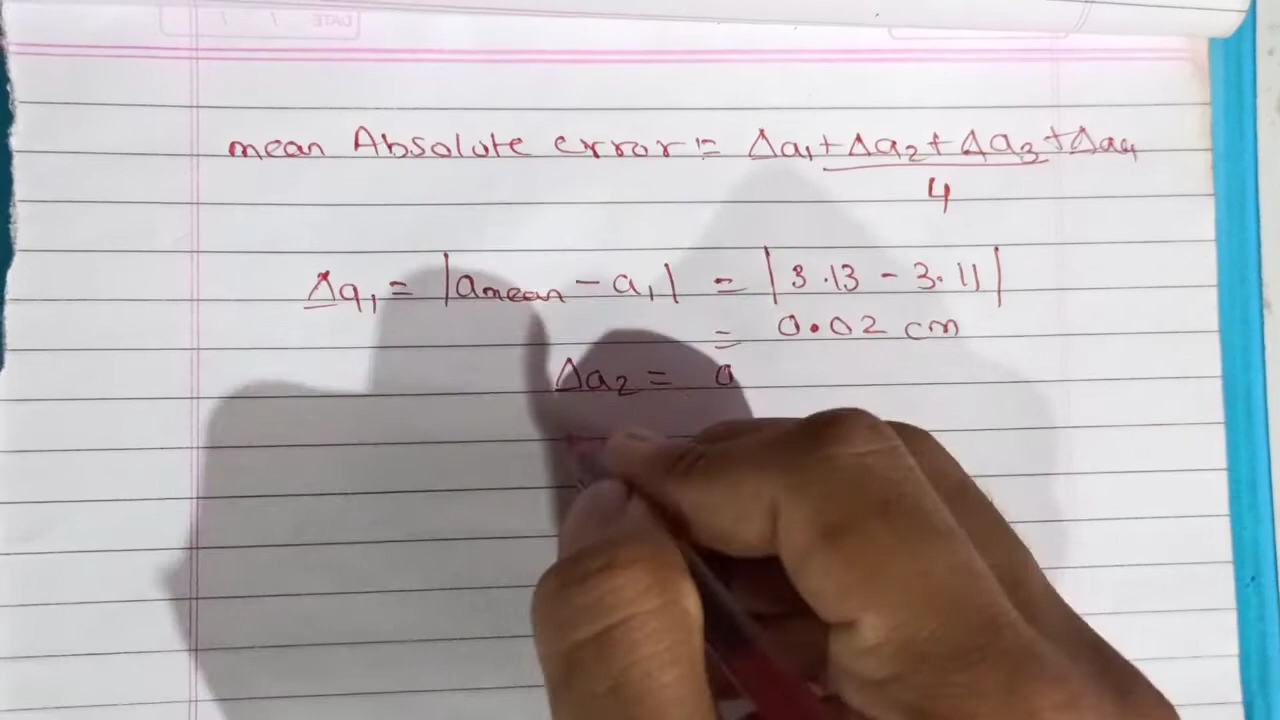 DATE
mean Absolute error = Δa1 + Δa2 + Δa3 + Δa4
4
Δa1 = |amean - a1| = |3.13 - 3.11|
= 0.02 cm
Δa2 = 0